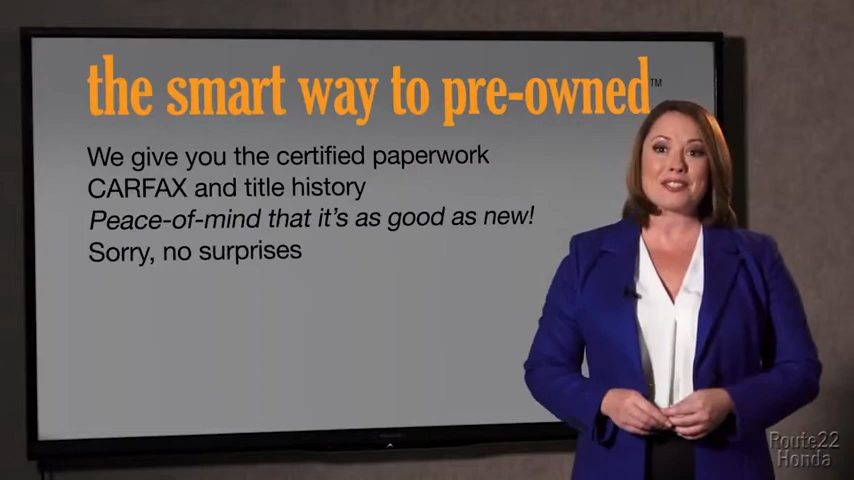 the smart way to pre-owned™
We give you the certified paperwork
CARFAX and title history
Peace-of-mind that it's as good as new!
Sorry, no surprises
Route22
Honda